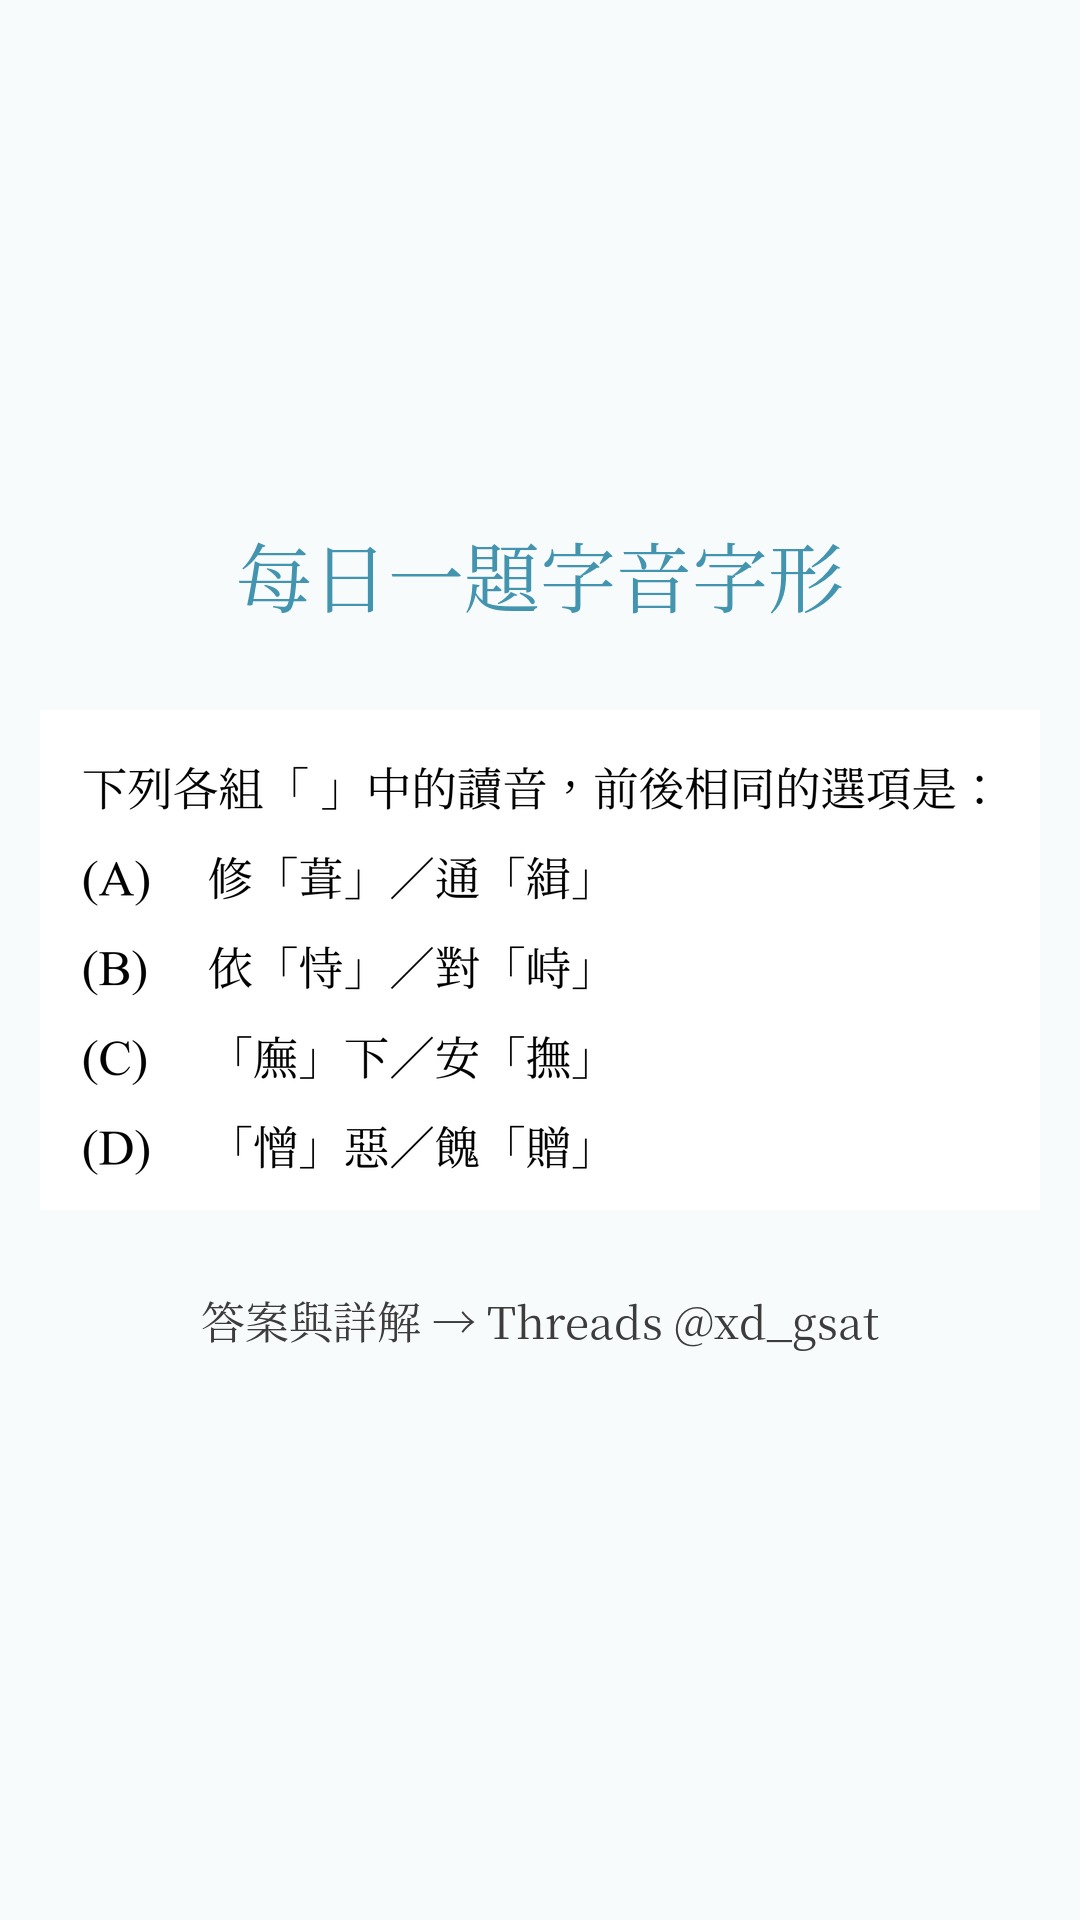 每日一題字音字形
下列各組「 」中的讀音，前後相同的選項是：
(A) 修「葺」／通「緝」
(B) 依「恃」／對「峙」
(C) 「廡」下／安「撫」
(D) 「憎」惡／餽「贈」
答案與詳解 → Threads @xd_gsat